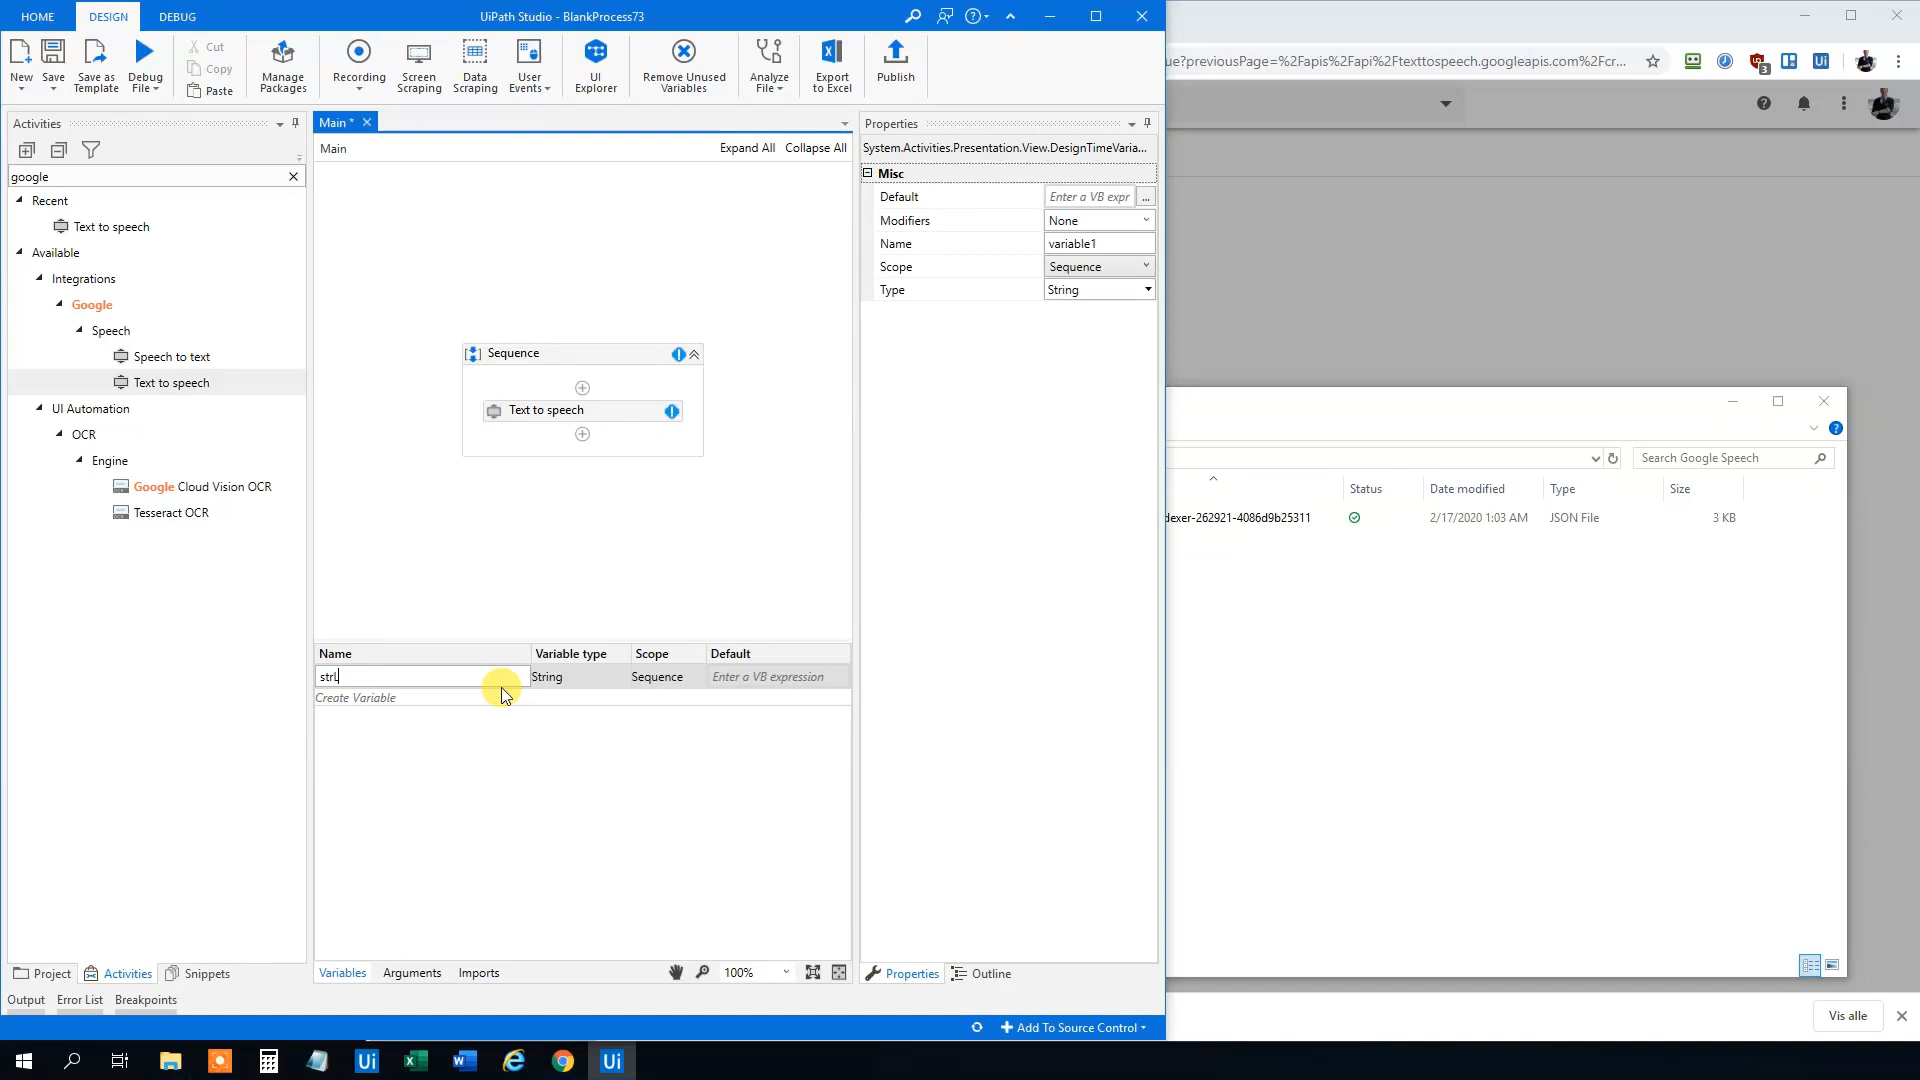 HOME DESIGN DEBUG UiPath Studio - BlankProcess73
New Save Save as Template Debug File Cut Copy Paste Manage Packages Recording Screen Scraping Data Scraping User Events UI Explorer Remove Unused Variables Analyze File Export to Excel Publish
ue?previousPage=%2Fapis%2Fapi%2Ftexttospeech.googleapis.com%2Fcr... 3 Ui
Activities
google
Recent
Text to speech
Available
Integrations
Google
Speech
Speech to text
Text to speech
UI Automation
OCR
Engine
Google Cloud Vision OCR
Tesseract OCR
Main *
Main Expand All Collapse All
Sequence
Text to speech
Name Variable type Scope Default
strL String Sequence Enter a VB expression
Create Variable
Variables Arguments Imports 100%
Properties
System.Activities.Presentation.View.DesignTimeVaria...
Misc
Default Enter a VB expr ...
Modifiers None
Name variable1
Scope Sequence
Type String
Properties Outline
Project Activities Snippets
Output Error List Breakpoints
Add To Source Control
Search Google Speech
Status Date modified Type Size
dexer-262921-4086d9b25311 2/17/2020 1:03 AM JSON File 3 KB
Vis alle
Ui Ui